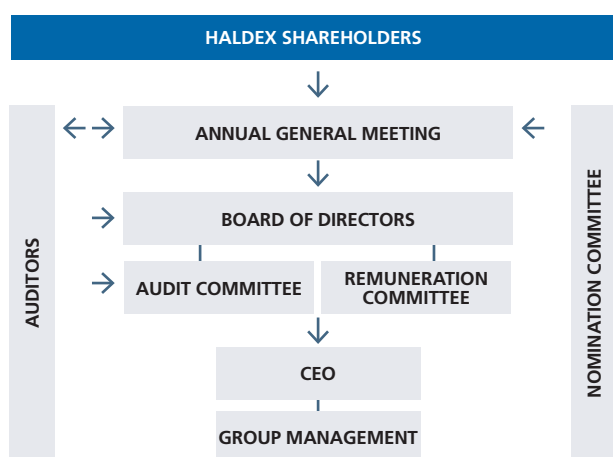 HALDEX SHAREHOLDERS
ANNUAL GENERAL MEETING
BOARD OF DIRECTORS
AUDIT COMMITTEE
REMUNERATION
COMMITTEE
CEO
GROUP MANAGEMENT
AUDITORS
NOMINATION COMMITTEE